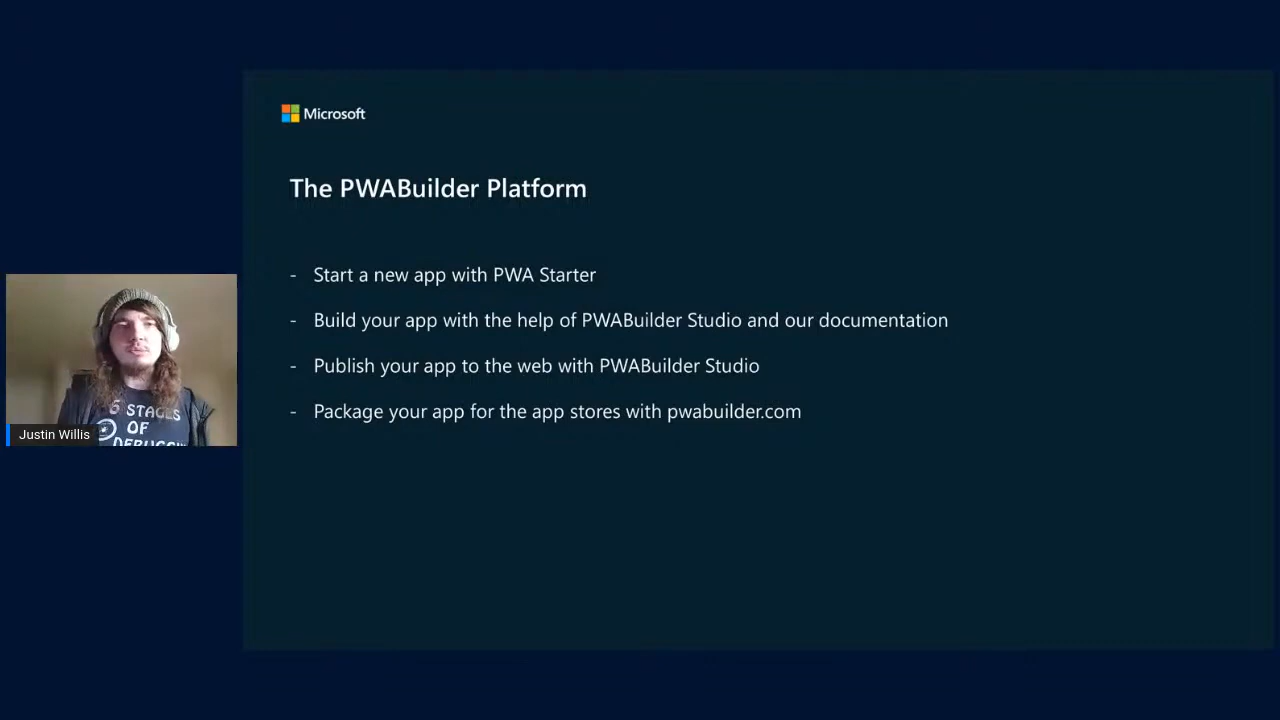 Microsoft
The PWABuilder Platform
- Start a new app with PWA Starter
- Build your app with the help of PWABuilder Studio and our documentation
- Publish your app to the web with PWABuilder Studio
- Package your app for the app stores with pwabuilder.com
STAGES
OF
Justin Willis